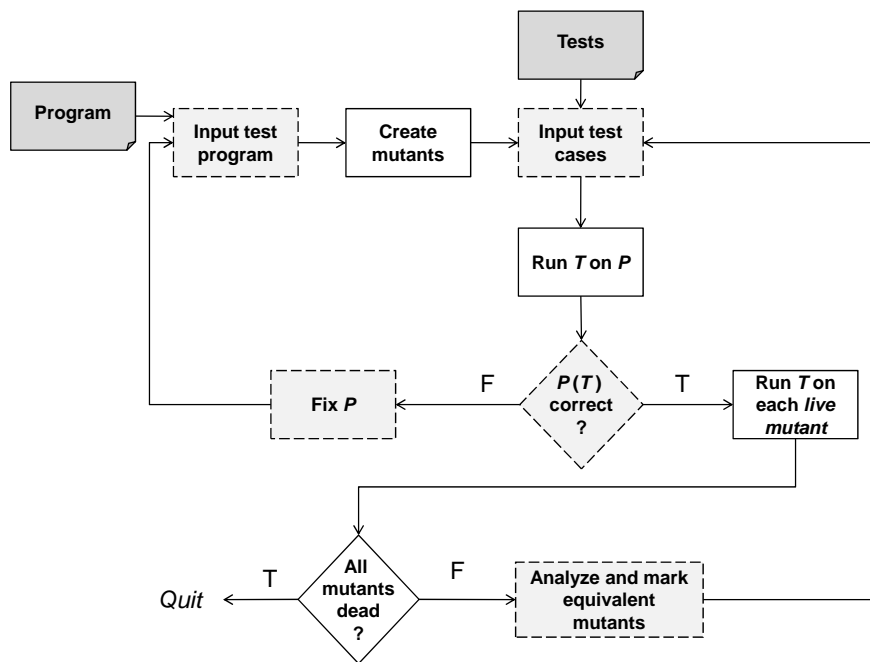 Tests
Program
Input test
program
Create
mutants
Input test
cases
Run T on P
Fix P
F
P(T)
correct
?
T
Run T on
each live
mutant
Quit
T
All
mutants
dead
?
F
Analyze and mark
equivalent
mutants